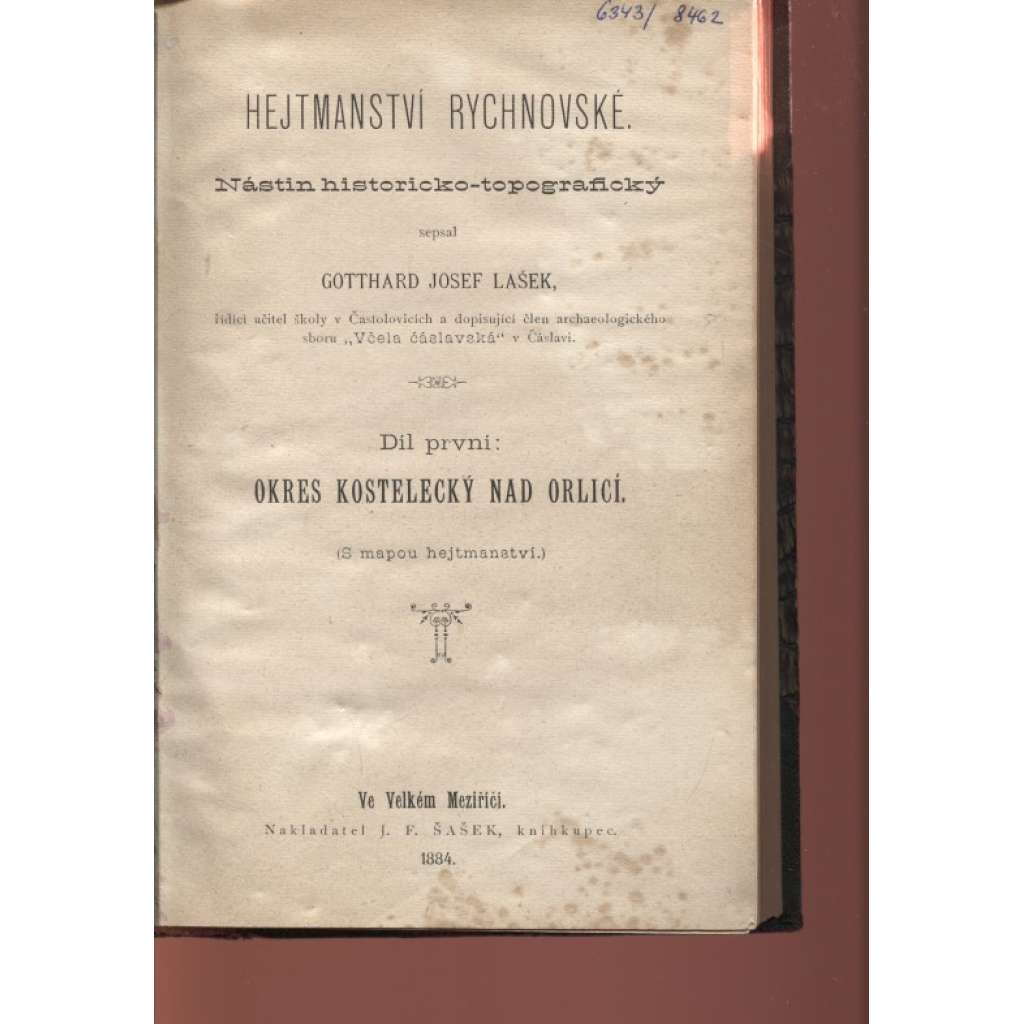 6343/ 8462
HEJTMANSTVÍ RYCHNOVSKÉ.
Nástin historicko-topografický
sepsal
GOTTHARD JOSEF LAŠEK,
řídící učitel školy v Častolovicích a dopisující člen archaeologického
sboru „Včela čáslavská“ v Čáslavi.
Díl první:
OKRES KOSTELECKÝ NAD ORLICÍ.
(S mapou hejtmanství.)
Ve Velkém Meziříčí.
Nakladatel J. F. ŠAŠEK, knihkupec.
1884.